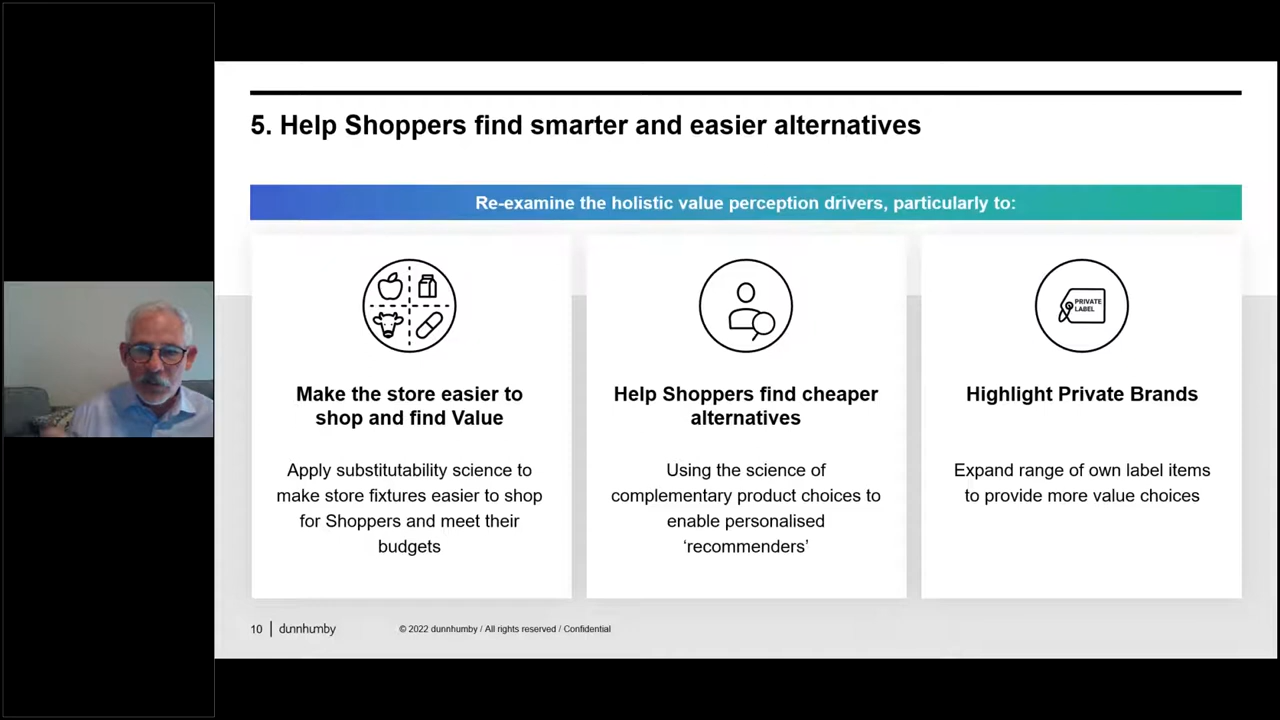 5. Help Shoppers find smarter and easier alternatives
Re-examine the holistic value perception drivers, particularly to:
PRIVATE
LABEL
Make the store easier to
shop and find Value
Apply substitutability science to
make store fixtures easier to shop
for Shoppers and meet their
budgets
Help Shoppers find cheaper
alternatives
Using the science of
complementary product choices to
enable personalised
‘recommenders’
Highlight Private Brands
Expand range of own label items
to provide more value choices
10 | dunnhumby
© 2022 dunnhumby / All rights reserved / Confidential